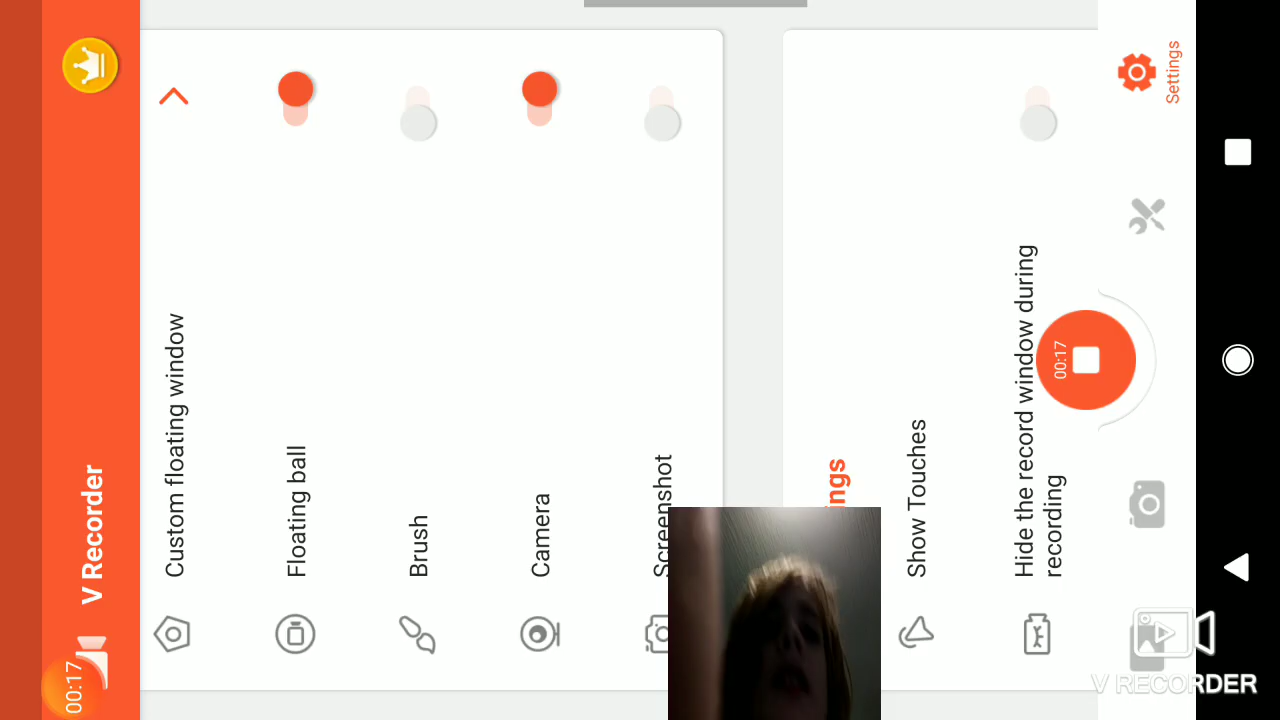 V Recorder
00:17
Custom floating window
Floating ball
Brush
Camera
Screenshot
ings
Show Touches
Hide the record window during
recording
00:17
Settings
V RECORDER